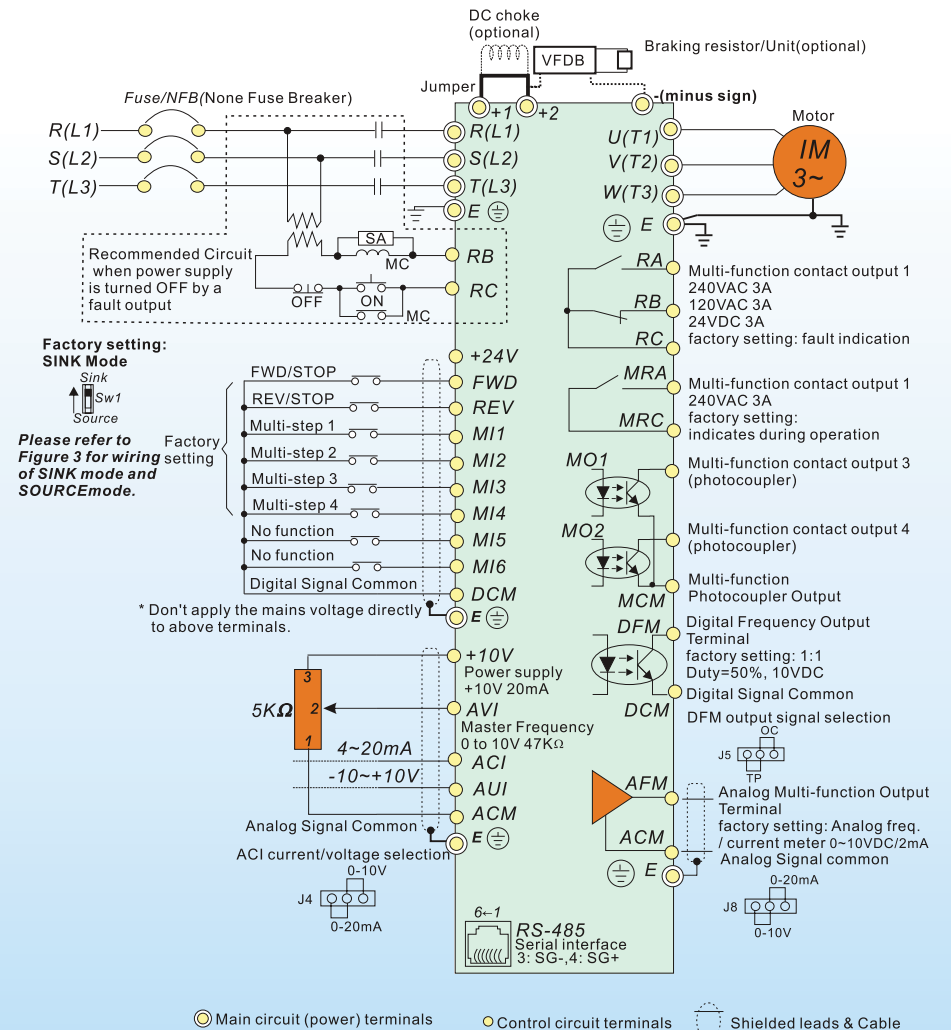 DC choke
(optional)
VFDB
Braking resistor/Unit(optional)
Jumper
+1
+2
-(minus sign)
Fuse/NFB(None Fuse Breaker)
R(L1)
S(L2)
T(L3)
R(L1)
S(L2)
T(L3)
E
U(T1)
V(T2)
W(T3)
E
Motor
IM
3~
Recommended Circuit
when power supply
is turned OFF by a
fault output
SA
MC
OFF
ON
MC
RB
RC
RA
RB
RC
Multi-function contact output 1
240VAC 3A
120VAC 3A
24VDC 3A
factory setting: fault indication
MRA
MRC
Multi-function contact output 1
240VAC 3A
factory setting:
indicates during operation
Factory setting:
SINK Mode
Sink
Sw1
Source
Please refer to
Figure 3 for wiring
of SINK mode and
SOURCEmode.
Factory
setting
+24V
FWD/STOP
FWD
REV/STOP
REV
Multi-step 1
MI1
Multi-step 2
MI2
Multi-step 3
MI3
Multi-step 4
MI4
No function
MI5
No function
MI6
Digital Signal Common
DCM
E
* Don't apply the mains voltage directly
to above terminals.
MO1
Multi-function contact output 3
(photocoupler)
MO2
Multi-function contact output 4
(photocoupler)
MCM
Multi-function
Photocoupler Output
DFM
Digital Frequency Output
Terminal
factory setting: 1:1
Duty=50%, 10VDC
DCM
Digital Signal Common
DFM output signal selection
OC
J5
TP
+10V
Power supply
+10V 20mA
3
5KΩ
2
1
AVI
Master Frequency
0 to 10V 47KΩ
4~20mA
ACI
-10~+10V
AUI
ACM
Analog Signal Common
E
ACI current/voltage selection
0-10V
J4
0-20mA
AFM
ACM
E
Analog Multi-function Output
Terminal
factory setting: Analog freq.
/ current meter 0~10VDC/2mA
Analog Signal common
0-20mA
J8
0-10V
6←1
RS-485
Serial interface
3: SG-,4: SG+
Main circuit (power) terminals
Control circuit terminals
Shielded leads & Cable